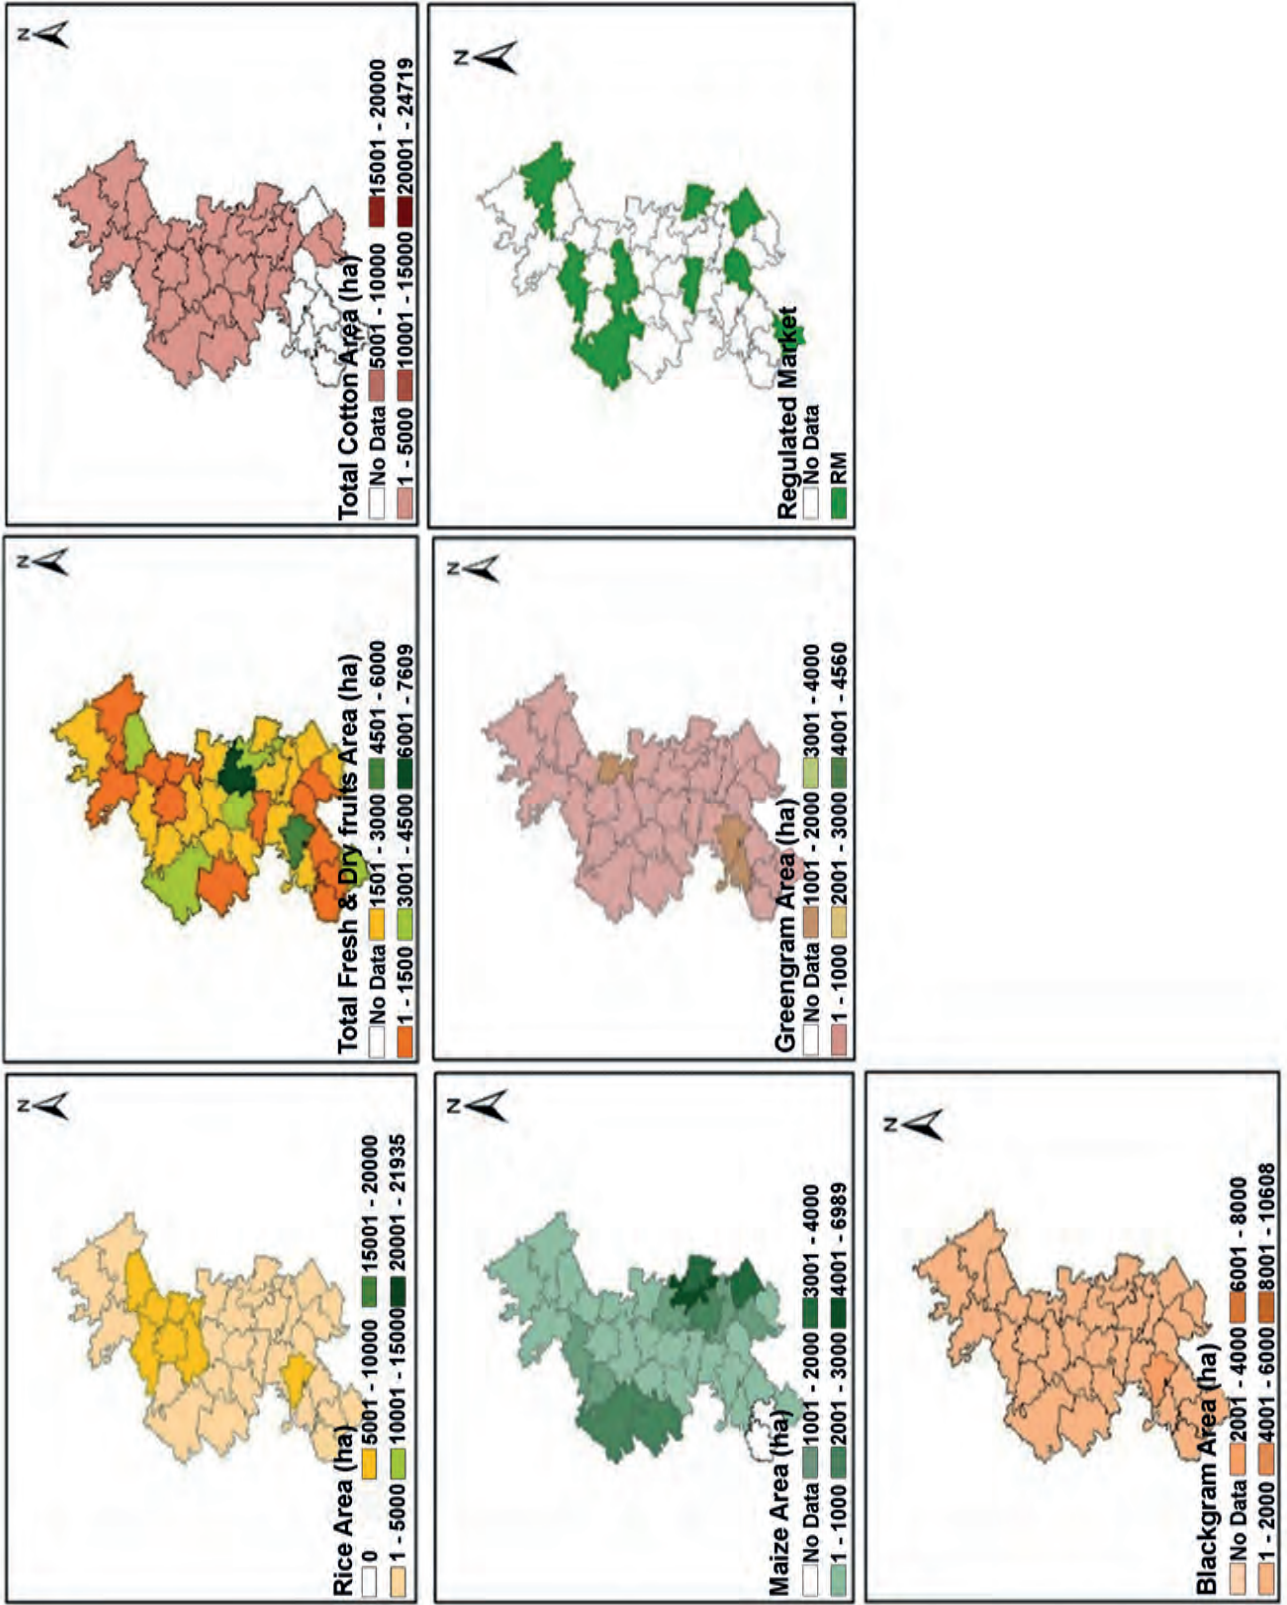 N
Rice Area (ha)
0 5001 - 10000 15001 - 20000
1 - 5000 10001 - 15000 20001 - 21935
N
Total Fresh & Dry fruits Area (ha)
No Data 1501 - 3000 4501 - 6000
1 - 1500 3001 - 4500 6001 - 7609
N
Total Cotton Area (ha)
No Data 5001 - 10000 15001 - 20000
1 - 5000 10001 - 15000 20001 - 24719
N
Maize Area (ha)
No Data 1001 - 2000 3001 - 4000
1 - 1000 2001 - 3000 4001 - 6989
N
Greengram Area (ha)
No Data 1001 - 2000 3001 - 4000
1 - 1000 2001 - 3000 4001 - 4560
N
Regulated Market
No Data
RM
N
Blackgram Area (ha)
No Data 2001 - 4000 6001 - 8000
1 - 2000 4001 - 6000 8001 - 10608